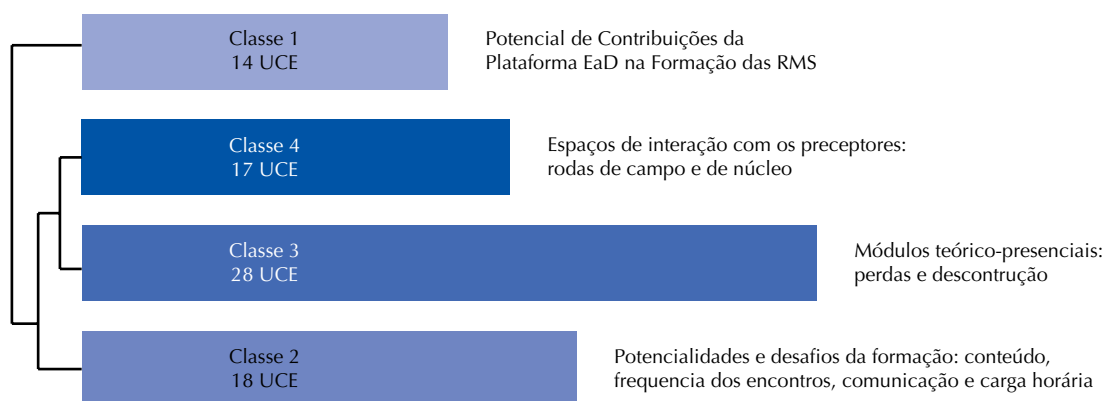 Classe 1
14 UCE
Potencial de Contribuições da
Plataforma EaD na Formação das RMS
Classe 4
17 UCE
Espaços de interação com os preceptores:
rodas de campo e de núcleo
Classe 3
28 UCE
Módulos teórico-presenciais:
perdas e descontrução
Classe 2
18 UCE
Potencialidades e desafios da formação: conteúdo,
frequencia dos encontros, comunicação e carga horária